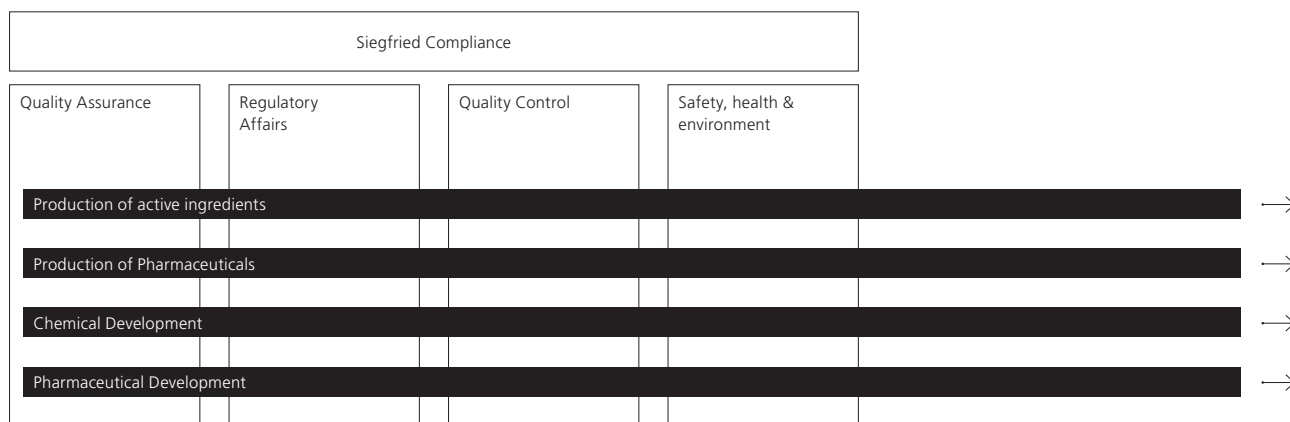 Siegfried Compliance
Quality Assurance
Regulatory
Affairs
Quality Control
Safety, health &
environment
Production of active ingredients
Production of Pharmaceuticals
Chemical Development
Pharmaceutical Development